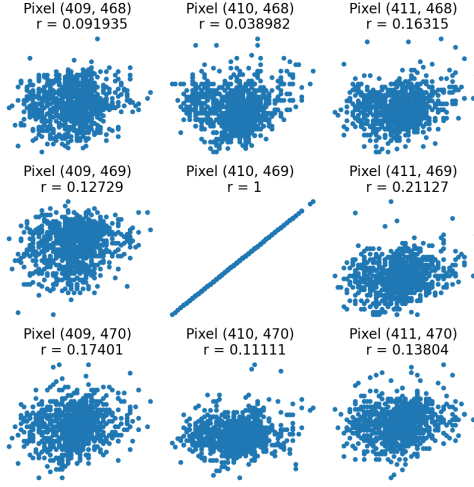 Pixel (409, 468)
r = 0.091935
Pixel (410, 468)
r = 0.038982
Pixel (411, 468)
r = 0.16315
Pixel (409, 469)
r = 0.12729
Pixel (410, 469)
r = 1
Pixel (411, 469)
r = 0.21127
Pixel (409, 470)
r = 0.17401
Pixel (410, 470)
r = 0.11111
Pixel (411, 470)
r = 0.13804